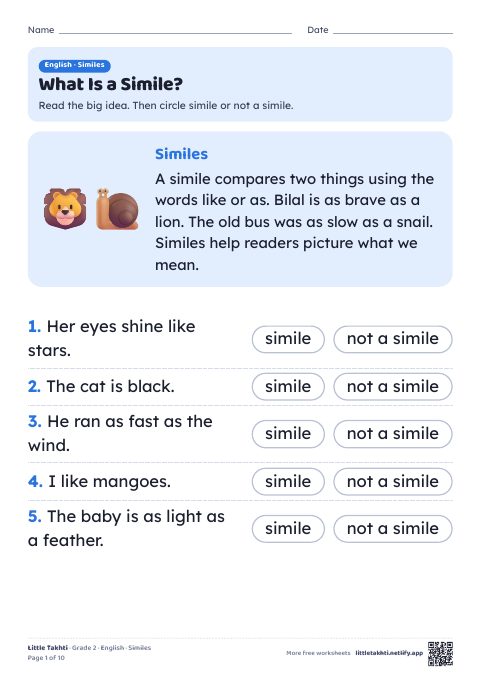 Name Date
English · Similes
What Is a Simile?
Read the big idea. Then circle simile or not a simile.
Similes
A simile compares two things using the
words like or as. Bilal is as brave as a
lion. The old bus was as slow as a snail.
Similes help readers picture what we
mean.
1. Her eyes shine like
stars.
simile not a simile
2. The cat is black. simile not a simile
3. He ran as fast as the
wind.
simile not a simile
4. I like mangoes. simile not a simile
5. The baby is as light as
a feather.
simile not a simile
Little Takhti · Grade 2 · English · Similes
Page 1 of 10
More free worksheets · littletakhti.netlify.app